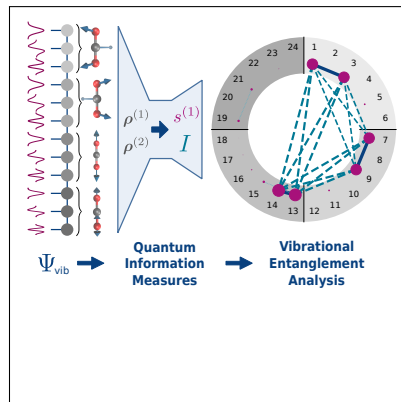 24 1
23 2
22 3
21 4
20 5
19 6
18 7
17 8
16 9
15 10
14 13 12 11
ρ⁽¹⁾ s⁽¹⁾
ρ⁽²⁾ I
Ψvib
Quantum
Information
Measures
Vibrational
Entanglement
Analysis